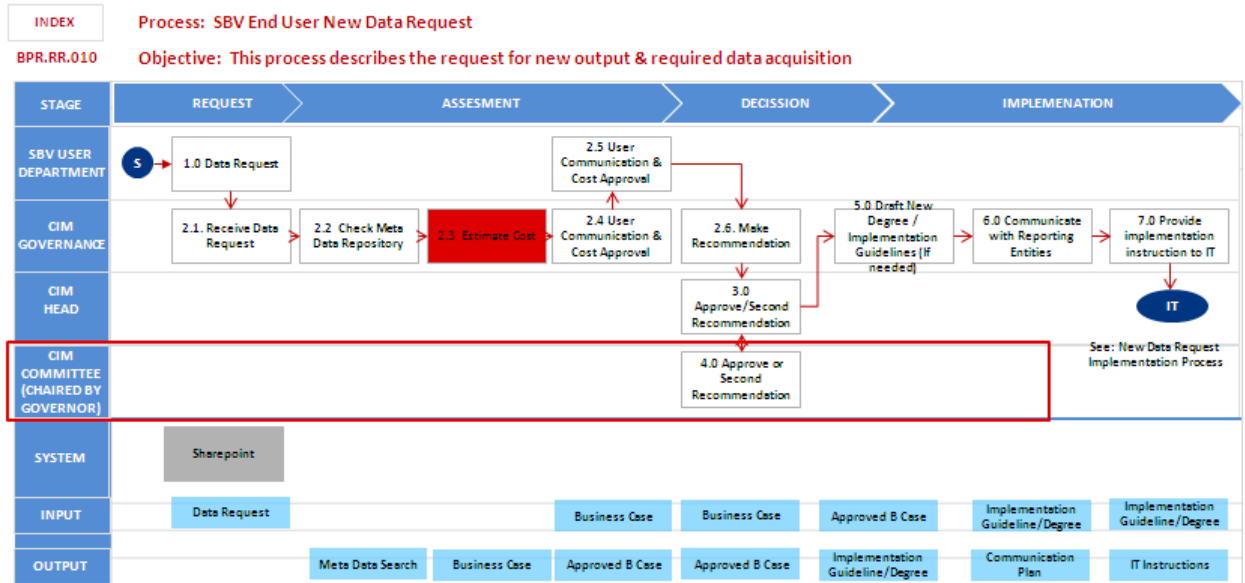 INDEX
Process: SBV End User New Data Request
BPR.RR.010
Objective: This process describes the request for new output & required data acquisition
STAGE
REQUEST
ASSESMENT
DECISSION
IMPLEMENATION
SBV USER
DEPARTMENT
S
1.0 Data Request
2.5 User
Communication &
Cost Approval
CIM
GOVERNANCE
2.1. Receive Data
Request
2.2 Check Meta
Data Repository
2.3 Estimate Cost
2.4 User
Communication &
Cost Approval
2.6. Make
Recommendation
5.0 Draft New
Degree /
Implementation
Guidelines (If
needed)
6.0 Communicate
with Reporting
Entities
7.0 Provide
implementation
instruction to IT
CIM
HEAD
3.0
Approve/Second
Recommendation
IT
See: New Data Request
Implementation Process
CIM
COMMITTEE
(CHAIRED BY
GOVERNOR)
4.0 Approve or
Second
Recommendation
SYSTEM
Sharepoint
INPUT
Data Request
Business Case
Business Case
Approved B Case
Implementation
Guideline/Degree
Implementation
Guideline/Degree
OUTPUT
Meta Data Search
Business Case
Approved B Case
Approved B Case
Implementation
Guideline/Degree
Communication
Plan
IT Instructions